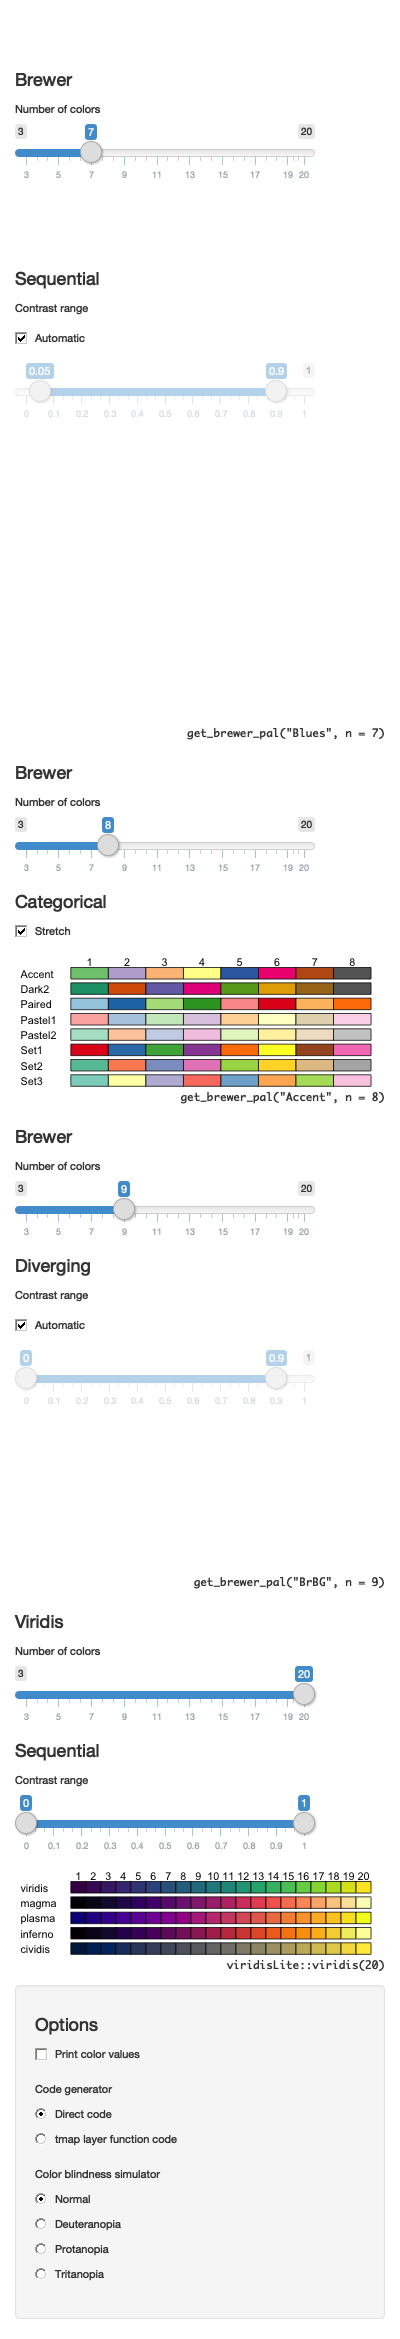 Brewer
Number of colors
3 7 20
3 5 7 9 11 13 15 17 19 20
Sequential
Contrast range
Automatic
0.05 0.9 1
0 0.1 0.2 0.3 0.4 0.5 0.6 0.7 0.8 0.9 1
get_brewer_pal("Blues", n = 7)
Brewer
Number of colors
3 8 20
3 5 7 9 11 13 15 17 19 20
Categorical
Stretch
1 2 3 4 5 6 7 8
Accent
Dark2
Paired
Pastel1
Pastel2
Set1
Set2
Set3
get_brewer_pal("Accent", n = 8)
Brewer
Number of colors
3 9 20
3 5 7 9 11 13 15 17 19 20
Diverging
Contrast range
Automatic
0 0.9 1
0 0.1 0.2 0.3 0.4 0.5 0.6 0.7 0.8 0.9 1
get_brewer_pal("BrBG", n = 9)
Viridis
Number of colors
3 20
3 5 7 9 11 13 15 17 19 20
Sequential
Contrast range
0 1
0 0.1 0.2 0.3 0.4 0.5 0.6 0.7 0.8 0.9 1
1 2 3 4 5 6 7 8 9 10 11 12 13 14 15 16 17 18 19 20
viridis
magma
plasma
inferno
cividis
viridisLite::viridis(20)
Options
Print color values
Code generator
Direct code
tmap layer function code
Color blindness simulator
Normal
Deuteranopia
Protanopia
Tritanopia